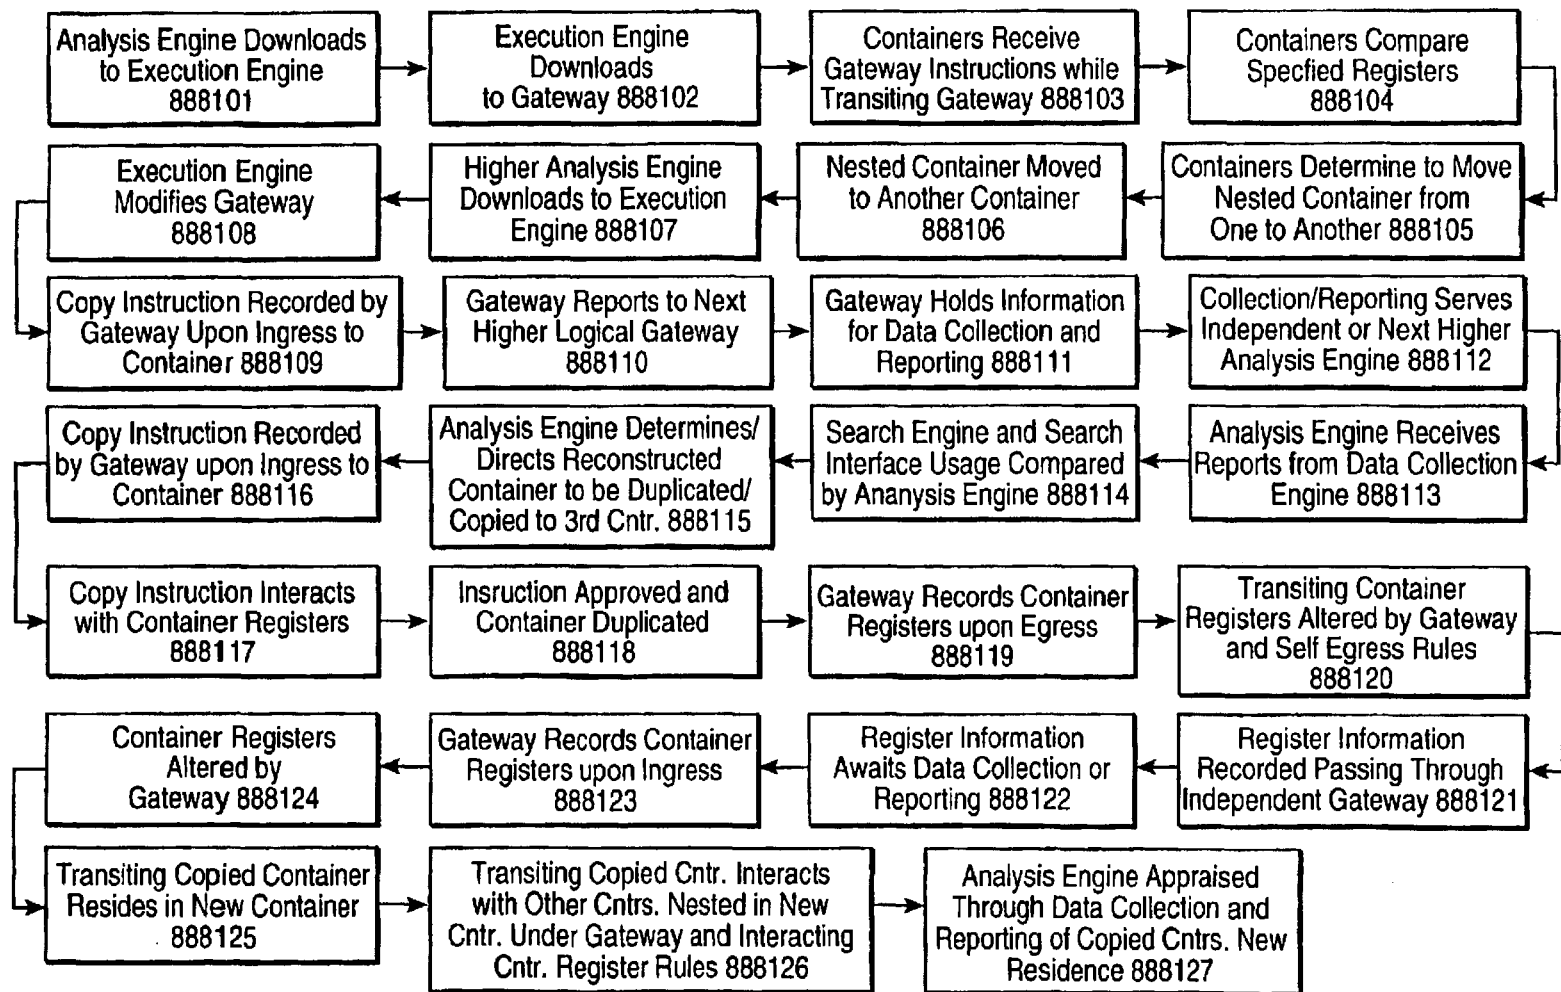 Analysis Engine Downloads
to Execution Engine
888101
Execution Engine
Downloads
to Gateway 888102
Containers Receive
Gateway Instructions while
Transiting Gateway 888103
Containers Compare
Specfied Registers
888104
Containers Determine to Move
Nested Container from
One to Another 888105
Nested Container Moved
to Another Container
888106
Higher Analysis Engine
Downloads to Execution
Engine 888107
Execution Engine
Modifies Gateway
888108
Copy Instruction Recorded by
Gateway Upon Ingress to
Container 888109
Gateway Reports to Next
Higher Logical Gateway
888110
Gateway Holds Information
for Data Collection and
Reporting 888111
Collection/Reporting Serves
Independent or Next Higher
Analysis Engine 888112
Analysis Engine Receives
Reports from Data Collection
Engine 888113
Search Engine and Search
Interface Usage Compared
by Ananysis Engine 888114
Analysis Engine Determines/
Directs Reconstructed
Container to be Duplicated/
Copied to 3rd Cntr. 888115
Copy Instruction Recorded
by Gateway upon Ingress to
Container 888116
Copy Instruction Interacts
with Container Registers
888117
Insruction Approved and
Container Duplicated
888118
Gateway Records Container
Registers upon Egress
888119
Transiting Container
Registers Altered by Gateway
and Self Egress Rules
888120
Register Information
Recorded Passing Through
Independent Gateway 888121
Register Information
Awaits Data Collection or
Reporting 888122
Gateway Records Container
Registers upon Ingress
888123
Container Registers
Altered by
Gateway 888124
Transiting Copied Container
Resides in New Container
888125
Transiting Copied Cntr. Interacts
with Other Cntrs. Nested in New
Cntr. Under Gateway and Interacting
Cntr. Register Rules 888126
Analysis Engine Appraised
Through Data Collection and
Reporting of Copied Cntrs. New
Residence 888127